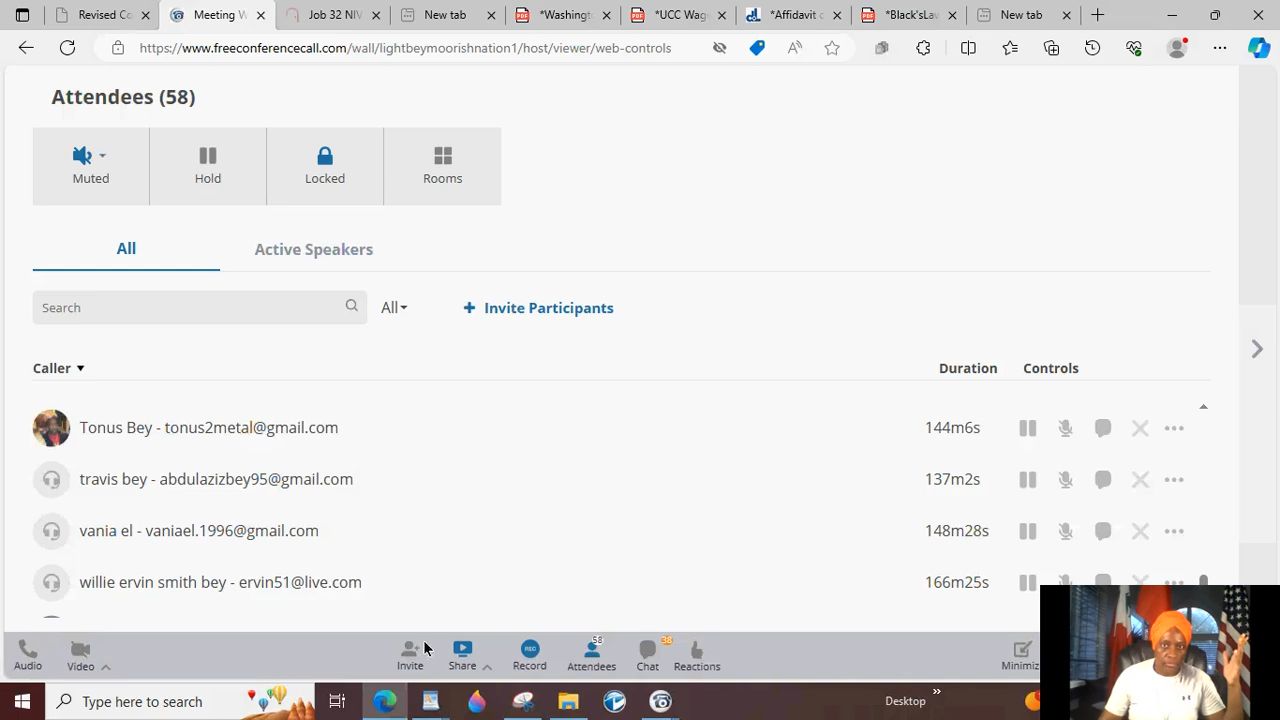 Revised Co
Meeting W
Job 32 NIV
New tab
*Washingt
*UCC Wag
*Affidavit c
*Black'sLav
New tab
https://www.freeconferencecall.com/wall/lightbeymoorishnation1/host/viewer/web-controls
Attendees (58)
Muted
Hold
Locked
Rooms
All
Active Speakers
Search
All
+ Invite Participants
Caller
Duration
Controls
Tonus Bey - tonus2metal@gmail.com 144m6s
travis bey - abdulazizbey95@gmail.com 137m2s
vania el - vaniael.1996@gmail.com 148m28s
willie ervin smith bey - ervin51@live.com 166m25s
Audio
Video
Invite
Share
REC
Record
58
Attendees
Chat
Reactions
Minimiz
Type here to search
Desktop